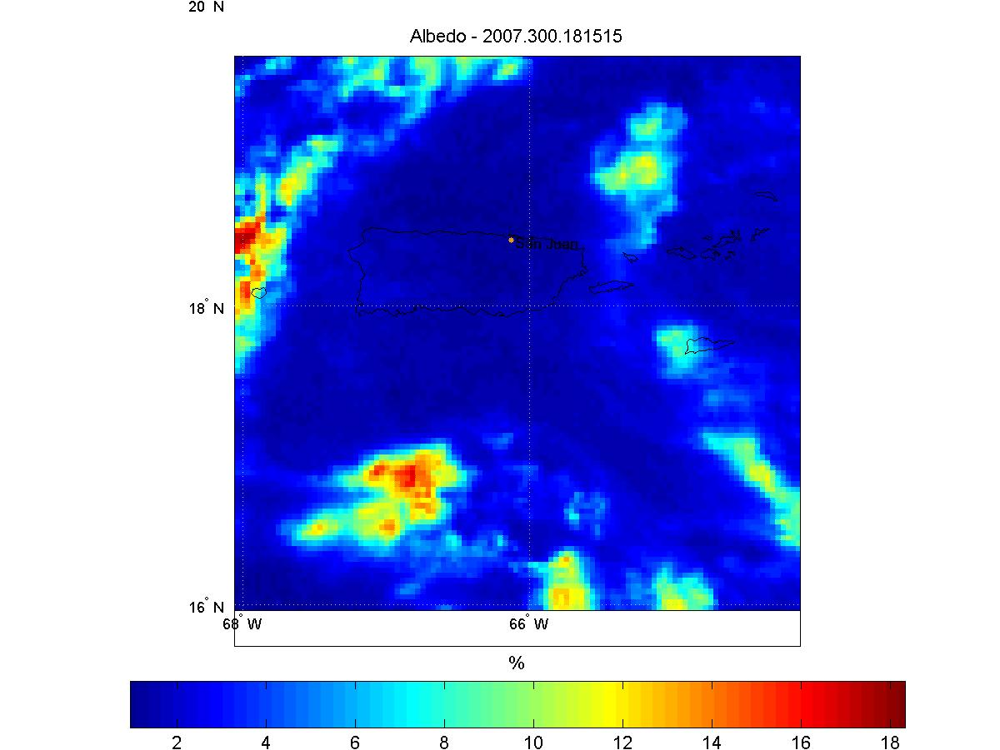 20 N
Albedo - 2007.300.181515
San Juan
18° N
16° N
68° W 66° W
%
2 4 6 8 10 12 14 16 18